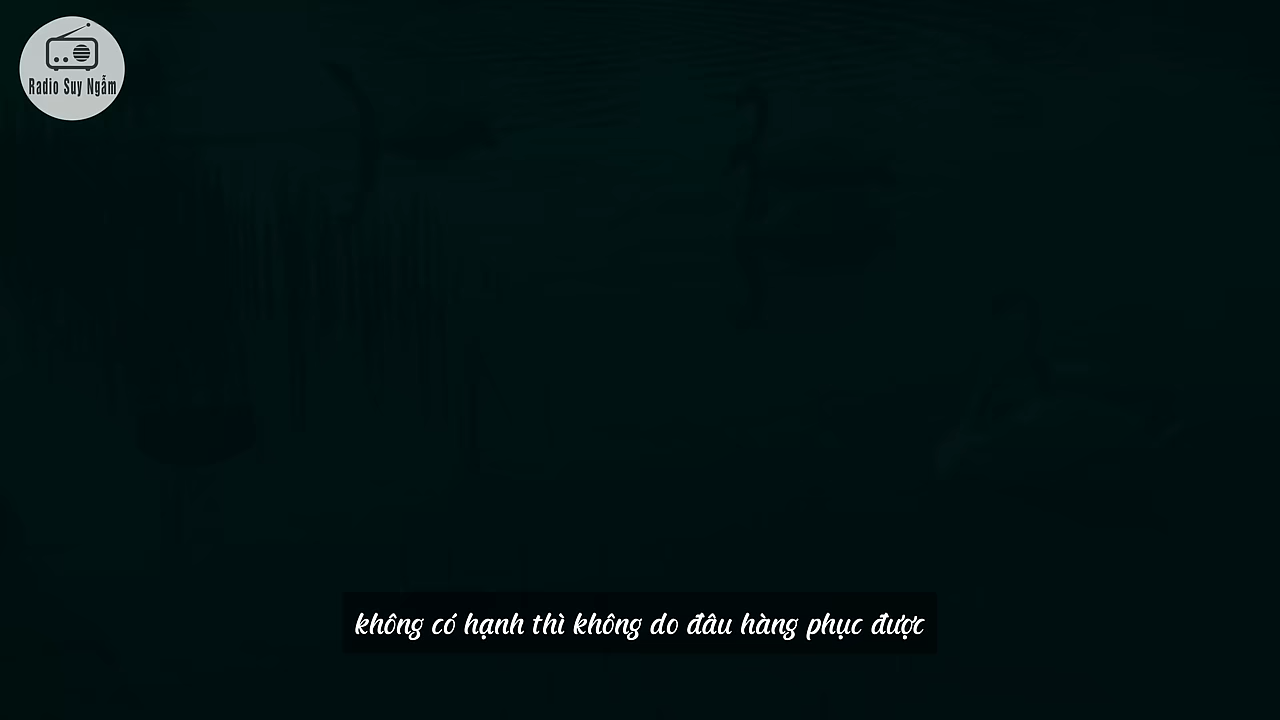 Radio Suy Ngẫm
không có hạnh thì không do đâu hàng phục được